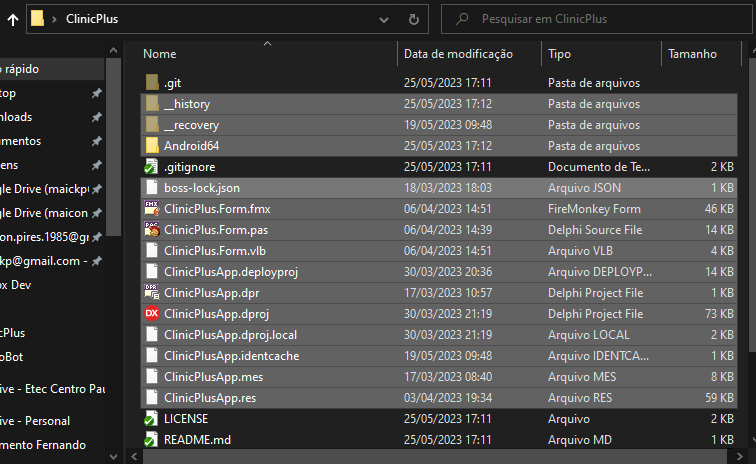 ClinicPlus
Pesquisar em ClinicPlus
Nome Data de modificação Tipo Tamanho
o rápido
.git 25/05/2023 17:11 Pasta de arquivos
top
__history 25/05/2023 17:12 Pasta de arquivos
nloads
__recovery 19/05/2023 09:48 Pasta de arquivos
umentos
Android64 25/05/2023 17:12 Pasta de arquivos
ens
.gitignore 25/05/2023 17:11 Documento de Te... 2 KB
gle Drive (maickp(
boss-lock.json 18/03/2023 18:03 Arquivo JSON 1 KB
gle Drive (maicon
ClinicPlus.Form.fmx 06/04/2023 14:51 FireMonkey Form 46 KB
on.pires.1985@gr
ClinicPlus.Form.pas 06/04/2023 14:39 Delphi Source File 14 KB
ckp@gmail.com -
ClinicPlus.Form.vlb 06/04/2023 14:51 Arquivo VLB 4 KB
ox Dev
ClinicPlusApp.deployproj 30/03/2023 20:36 Arquivo DEPLOYP... 14 KB
ClinicPlusApp.dpr 17/03/2023 10:57 Delphi Project File 1 KB
ClinicPlusApp.dproj 30/03/2023 21:19 Delphi Project File 73 KB
cPlus
ClinicPlusApp.dproj.local 30/03/2023 21:19 Arquivo LOCAL 2 KB
oBot
ClinicPlusApp.identcache 19/05/2023 09:48 Arquivo IDENTCA... 1 KB
ClinicPlusApp.mes 17/03/2023 08:40 Arquivo MES 8 KB
ive - Etec Centro Pau
ClinicPlusApp.res 03/04/2023 19:34 Arquivo RES 59 KB
ive - Personal
LICENSE 25/05/2023 17:11 Arquivo 2 KB
mento Fernando
README.md 25/05/2023 17:11 Arquivo MD 1 KB